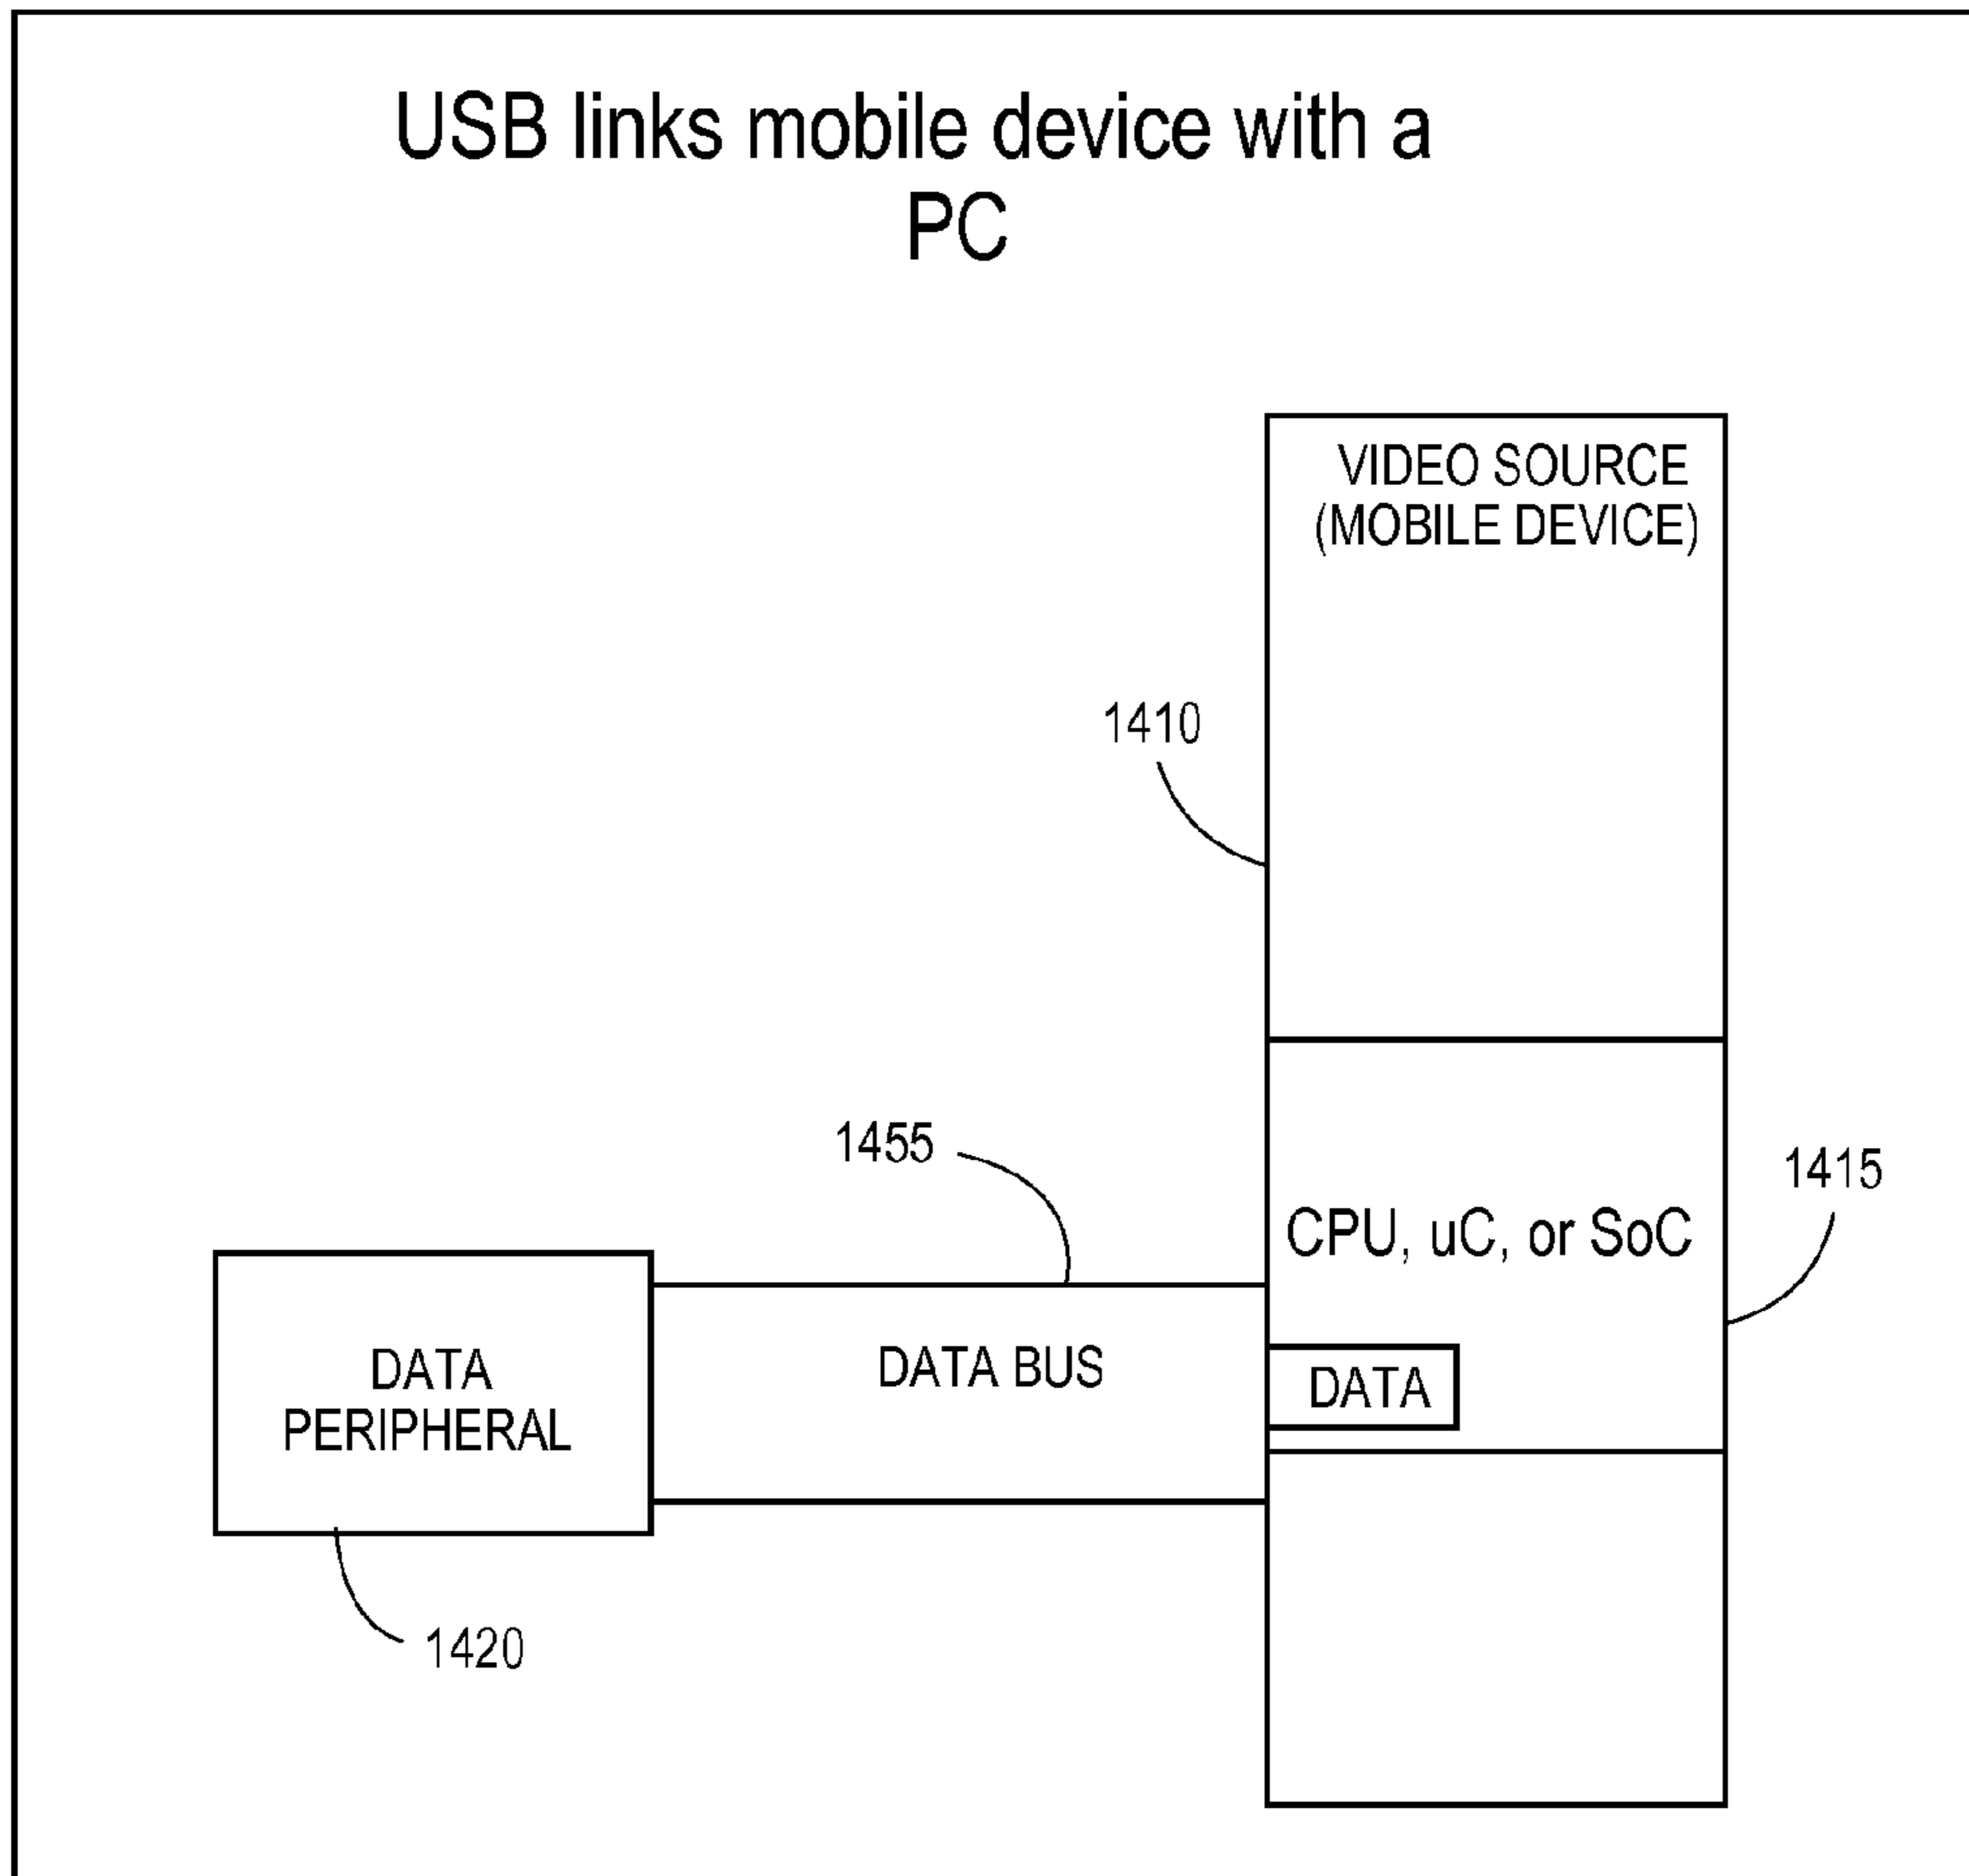 USB links mobile device with a
PC
VIDEO SOURCE
(MOBILE DEVICE)
1410
1455
1415
CPU, uC, or SoC
DATA
PERIPHERAL
DATA BUS
DATA
1420